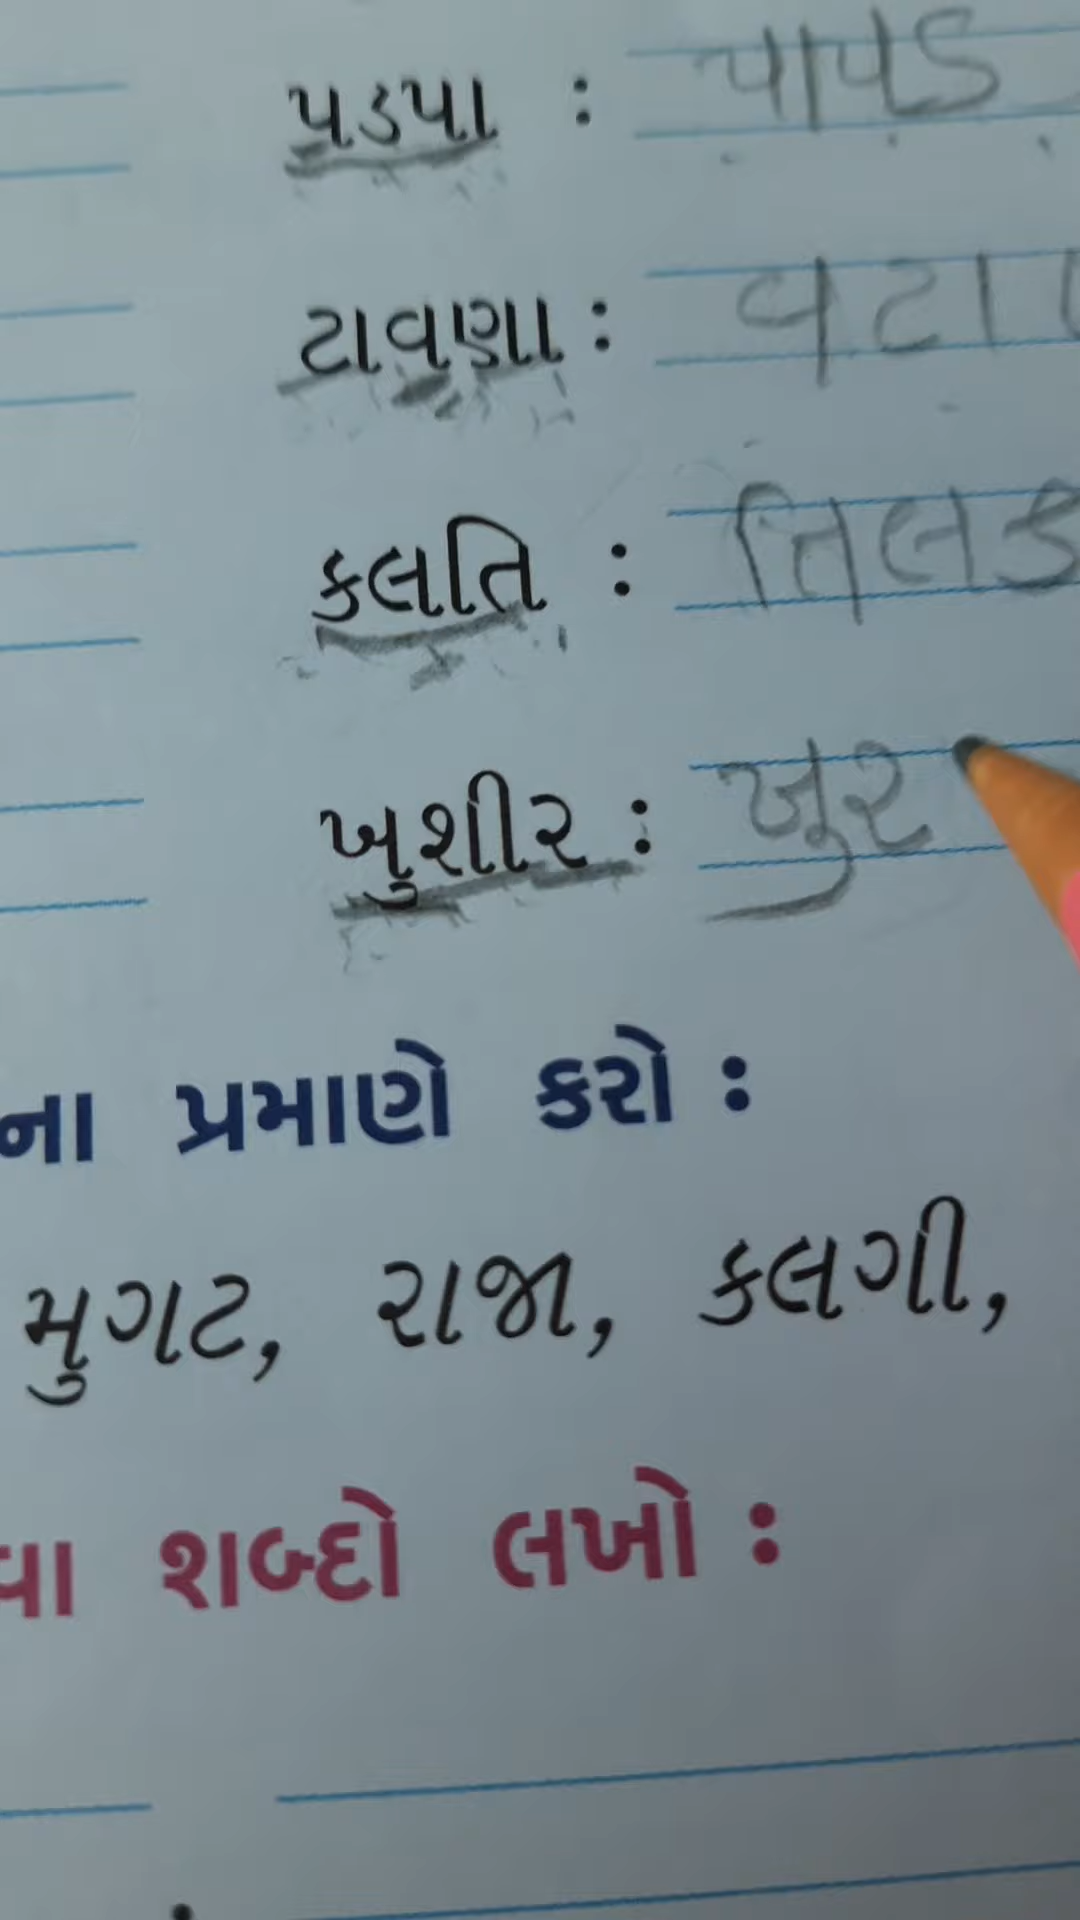 પડપા : પાપડ
ટાવણા : વટા
કલતિ : તિલક
ખુશીર : ખુર
ના પ્રમાણે કરો :
મુગટ, રાજા, કલગી,
વા શબ્દો લખો :